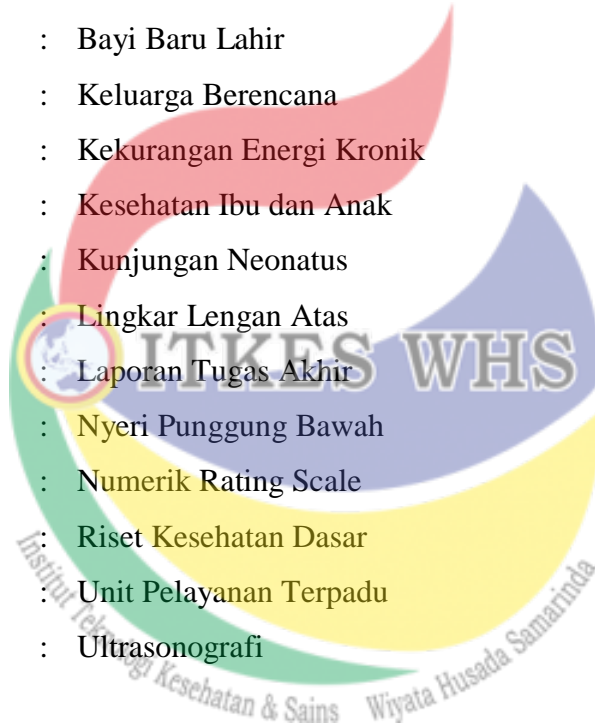 : Bayi Baru Lahir
: Keluarga Berencana
: Kekurangan Energi Kronik
: Kesehatan Ibu dan Anak
: Kunjungan Neonatus
: Lingkar Lengan Atas
ITKES WHS
: Laporan Tugas Akhir
: Nyeri Punggung Bawah
: Numerik Rating Scale
: Riset Kesehatan Dasar
: Unit Pelayanan Terpadu
: Ultrasonografi
Institut Teknologi Kesehatan & Sains Wiyata Husada Samarinda